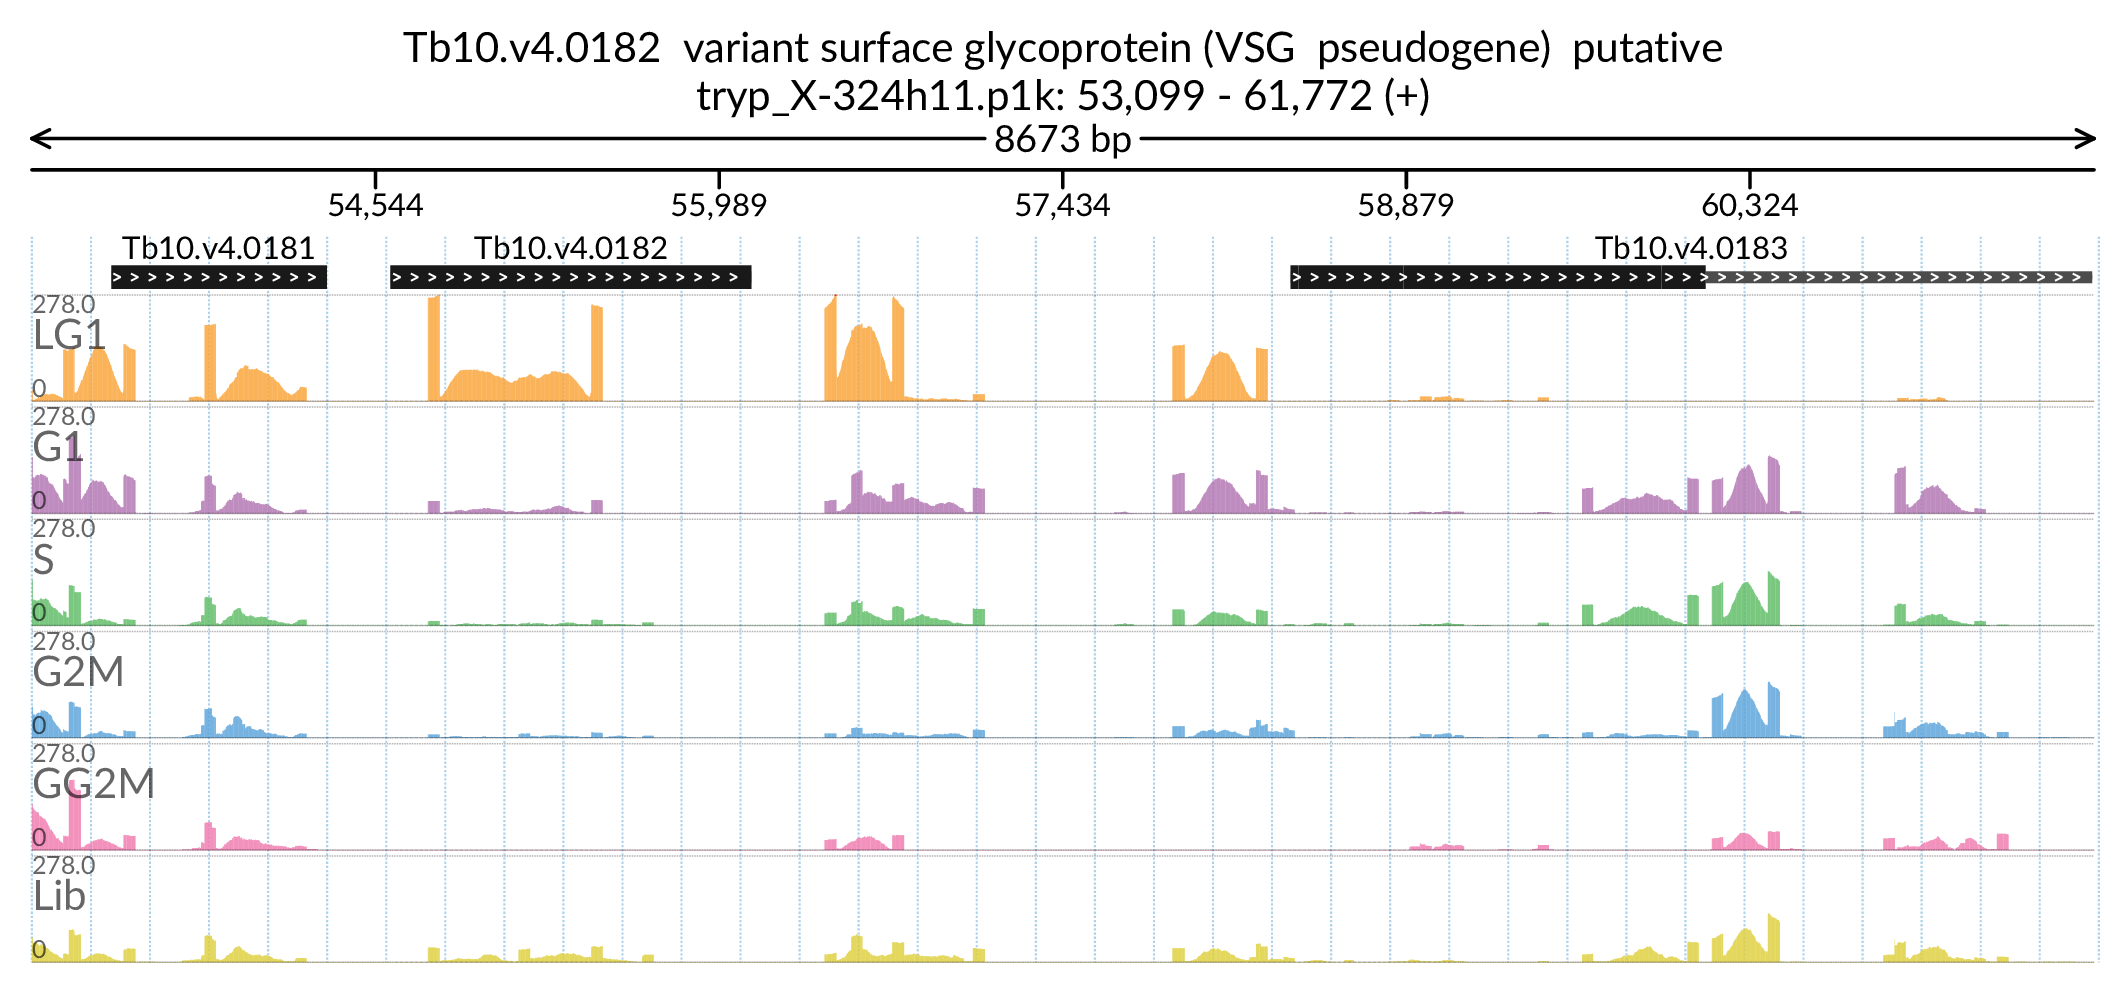 Tb10.v4.0182 variant surface glycoprotein (VSG pseudogene) putative
tryp_X-324h11.p1k: 53,099 - 61,772 (+)
8673 bp
54,544 55,989 57,434 58,879 60,324
Tb10.v4.0181 Tb10.v4.0182 Tb10.v4.0183
278.0
LG1
0
278.0
G1
0
278.0
S
0
278.0
G2M
0
278.0
GG2M
0
278.0
Lib
0